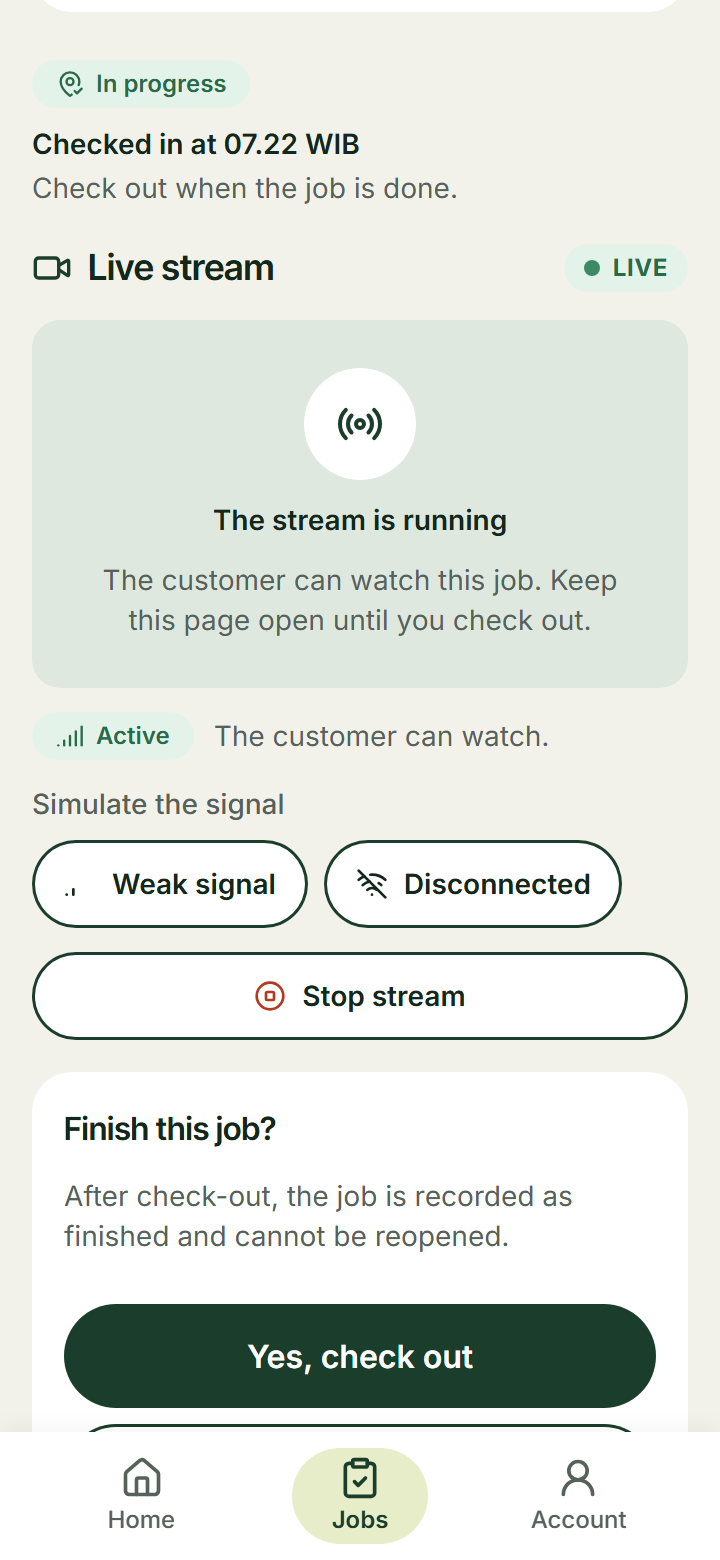 In progress
Checked in at 07.22 WIB
Check out when the job is done.
Live stream
LIVE
The stream is running
The customer can watch this job. Keep
this page open until you check out.
Active
The customer can watch.
Simulate the signal
Weak signal
Disconnected
Stop stream
Finish this job?
After check-out, the job is recorded as
finished and cannot be reopened.
Yes, check out
Home
Jobs
Account